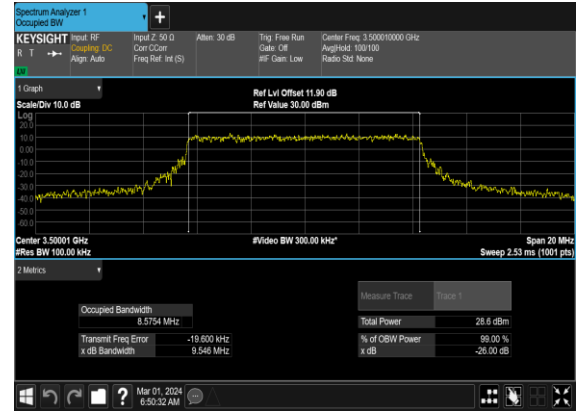 Spectrum Analyzer 1
Occupied BW
KEYSIGHT
R T
LU
Input: RF
Coupling: DC
Align: Auto
Input Z: 50 Ω
Corr CCorr
Freq Ref: Int (S)
Atten: 30 dB
Trig: Free Run
Gate: Off
#IF Gain: Low
Center Freq: 3.500010000 GHz
Avg|Hold: 100/100
Radio Std: None
1 Graph
Scale/Div 10.0 dB
Ref Lvl Offset 11.90 dB
Ref Value 30.00 dBm
Log
20.0
10.0
0.00
-10.0
-20.0
-30.0
-40.0
-50.0
-60.0
Center 3.50001 GHz
#Res BW 100.00 kHz
#Video BW 300.00 kHz*
Span 20 MHz
Sweep 2.53 ms (1001 pts)
2 Metrics
Measure Trace
Trace 1
Occupied Bandwidth
8.5754 MHz
Total Power
28.6 dBm
Transmit Freq Error
-19.600 kHz
% of OBW Power
99.00 %
x dB Bandwidth
9.546 MHz
x dB
-26.00 dB
?
Mar 01, 2024
6:50:32 AM